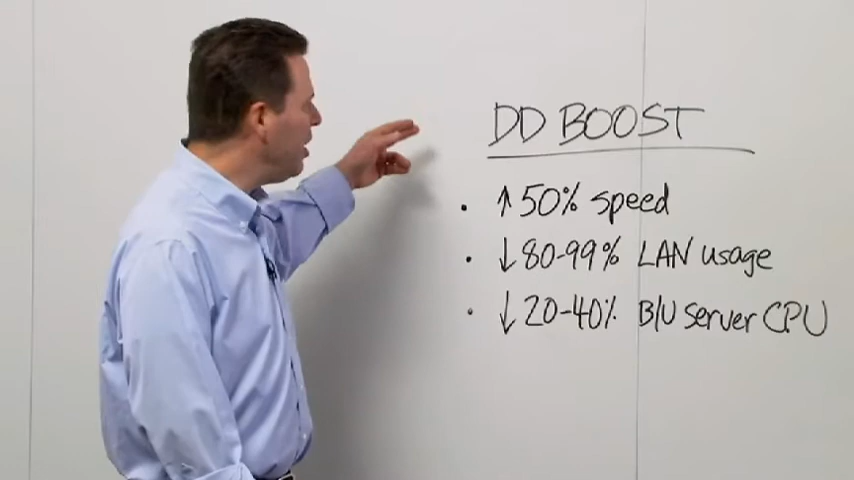 DD BOOST
• ↑ 50% speed
• ↓ 80-99% LAN usage
• ↓ 20-40% B/U server CPU